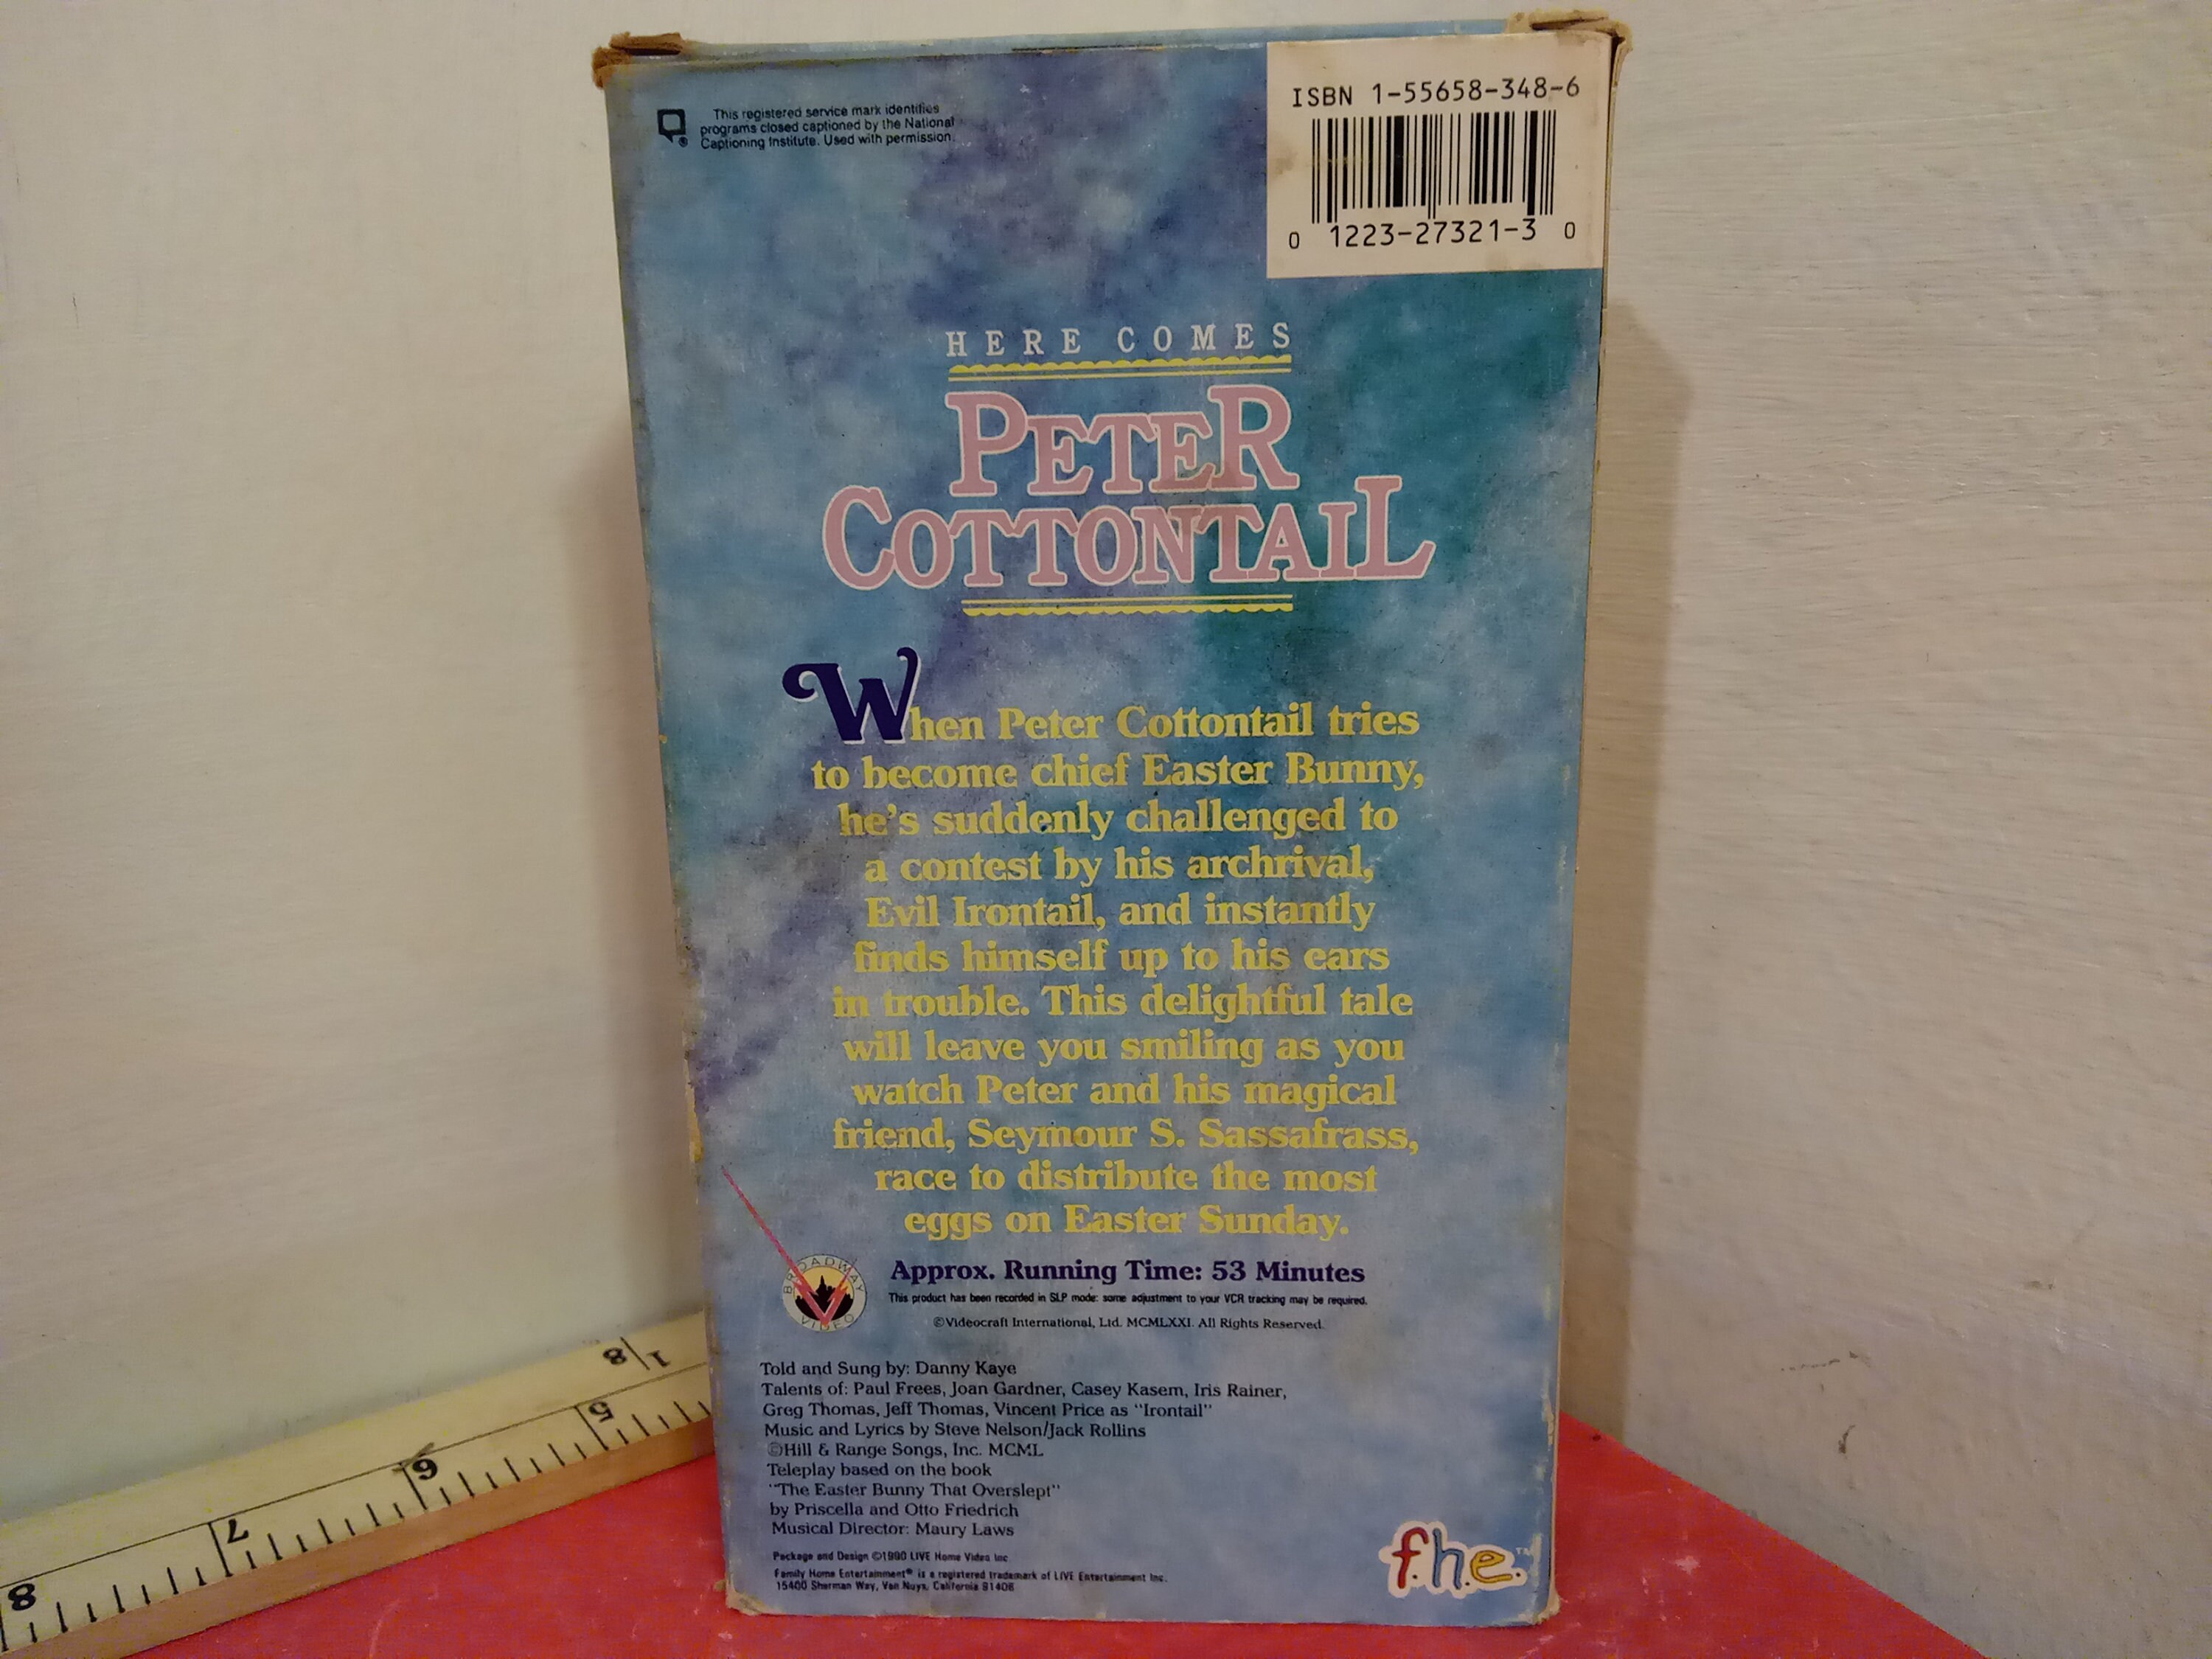 This registered service mark identifies
programs closed captioned by the National
Captioning Institute. Used with permission.
ISBN 1-55658-348-6
0 1223-27321-3 0
HERE COMES
PETER
COTTONTAIL
When Peter Cottontail tries
to become chief Easter Bunny,
he's suddenly challenged to
a contest by his archrival,
Evil Irontail, and instantly
finds himself up to his ears
in trouble. This delightful tale
will leave you smiling as you
watch Peter and his magical
friend, Seymour S. Sassafrass,
race to distribute the most
eggs on Easter Sunday.
BROADWAY
VIDEO
Approx. Running Time: 53 Minutes
This product has been recorded in SLP mode: some adjustment to your VCR tracking may be required.
©Videocraft International, Ltd. MCMLXXI. All Rights Reserved.
Told and Sung by: Danny Kaye
Talents of: Paul Frees, Joan Gardner, Casey Kasem, Iris Rainer,
Greg Thomas, Jeff Thomas, Vincent Price as "Irontail"
Music and Lyrics by Steve Nelson/Jack Rollins
©Hill & Range Songs, Inc. MCML
Teleplay based on the book
"The Easter Bunny That Overslept"
by Priscella and Otto Friedrich
Musical Director: Maury Laws
Package and Design ©1990 LIVE Home Video Inc.
Family Home Entertainment® is a registered trademark of LIVE Entertainment Inc.
15400 Sherman Way, Van Nuys, California 91406
f.h.e.™
8 7 6 5
1 8